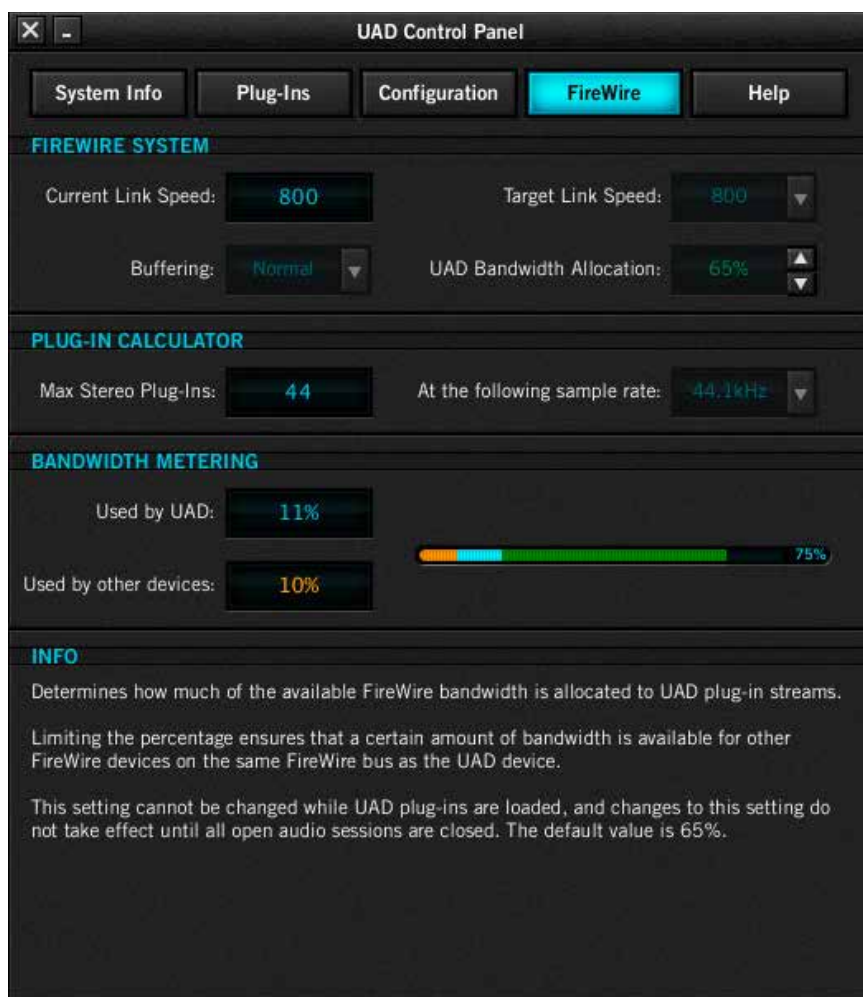 UAD Control Panel
System Info Plug-Ins Configuration FireWire Help
FIREWIRE SYSTEM
Current Link Speed: 800 Target Link Speed: 800
Buffering: Normal UAD Bandwidth Allocation: 65%
PLUG-IN CALCULATOR
Max Stereo Plug-Ins: 44 At the following sample rate: 44.1kHz
BANDWIDTH METERING
Used by UAD: 11%
75%
Used by other devices: 10%
INFO
Determines how much of the available FireWire bandwidth is allocated to UAD plug-in streams.
Limiting the percentage ensures that a certain amount of bandwidth is available for other
FireWire devices on the same FireWire bus as the UAD device.
This setting cannot be changed while UAD plug-ins are loaded, and changes to this setting do
not take effect until all open audio sessions are closed. The default value is 65%.